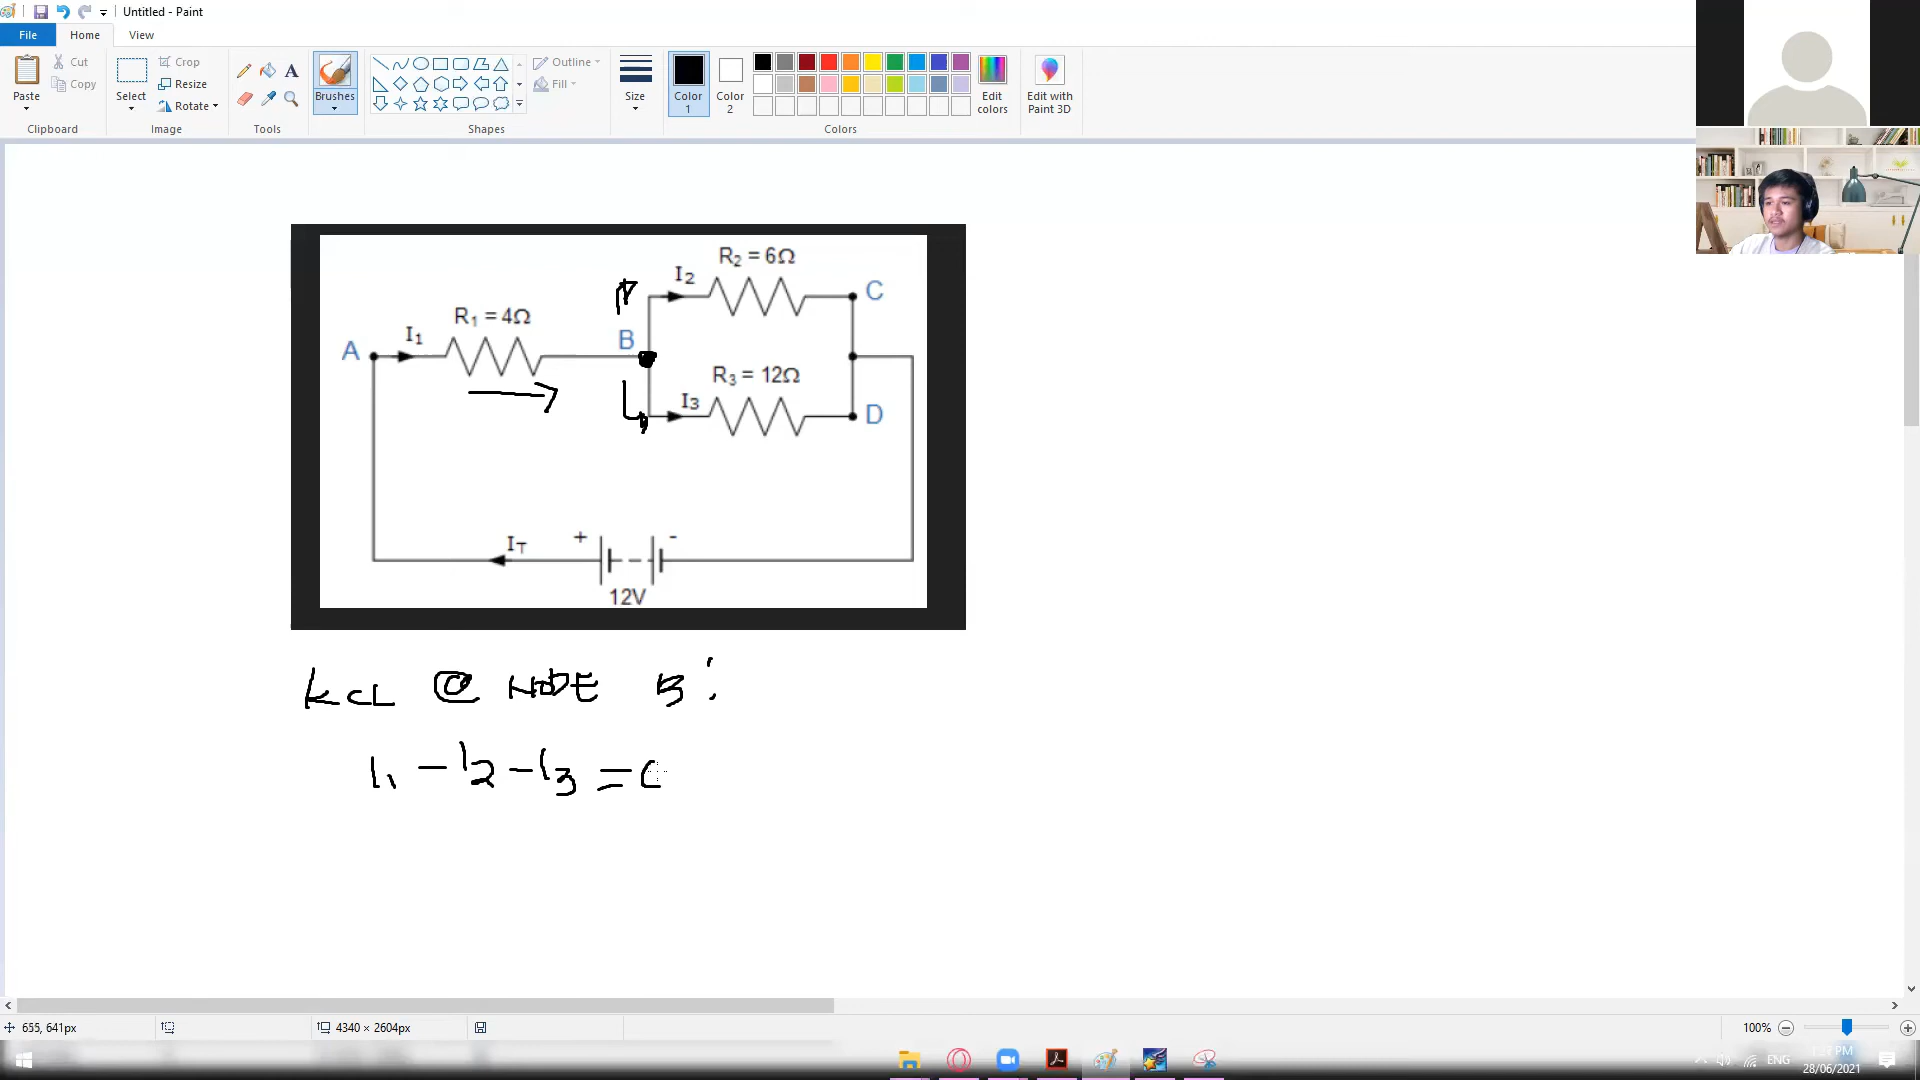 Untitled - Paint
File Home View
Paste Cut Copy Clipboard
Select Crop Resize Rotate Image
Tools
Brushes
Shapes Outline Fill
Size
Color 1 Color 2 Colors
Edit colors
Edit with Paint 3D
R2 = 6Ω
I2
C
R1 = 4Ω
I1
B
A
R3 = 12Ω
I3
D
IT
+ -
12V
KCL @ NODE B:
I1 - I2 - I3 = 0
655, 641px
4340 × 2604px
100%
ENG
28/06/2021